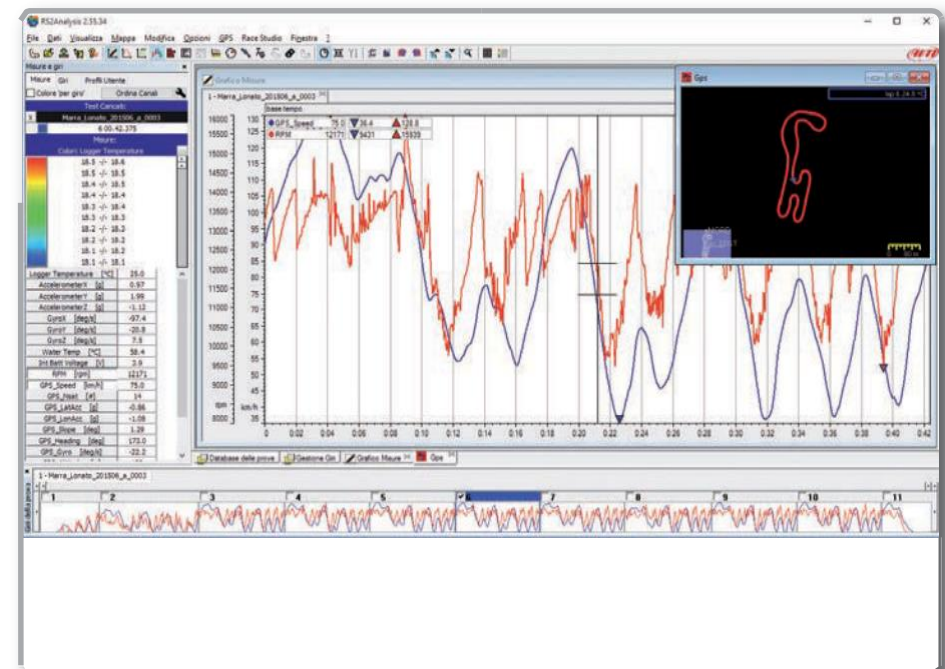 RS2Analysis 2.55.34
File Dati Visualizza Mappa Modifica Opzioni GPS Race Studio Finestra ?
Misure e giri
Misure Giri Profili Utente
Colore 'per giro' Ordina Canali
Test Caricati:
1 Marra_Lonato_201506_a_0003
6 00.42.375
Misure:
Colori: Logger Temperature
18.5 -/- 18.6
18.5 -/- 18.5
18.4 -/- 18.5
18.4 -/- 18.4
18.3 -/- 18.4
18.3 -/- 18.3
18.2 -/- 18.3
18.2 -/- 18.2
18.1 -/- 18.2
18.1 -/- 18.1
Logger Temperature [°C] 25.0
AccelerometerX [g] 0.97
AccelerometerY [g] 1.99
AccelerometerZ [g] -1.12
GyroX [deg/s] -97.4
GyroY [deg/s] -20.8
GyroZ [deg/s] 7.5
Water Temp [°C] 58.4
Int Batt Voltage [V] 3.9
RPM [rpm] 12171
GPS_Speed [km/h] 75.0
GPS_Nsat [#] 14
GPS_LatAcc [g] -0.86
GPS_LonAcc [g] -1.08
GPS_Slope [deg] 1.28
GPS_Heading [deg] 173.0
GPS_Gyro [deg/s] -22.2
Grafico Misure
1 - Marra_Lonato_201506_a_0003
base tempo
GPS_Speed 75.0 36.4 128.8
RPM 12171 9431 15939
16000
15500
14500
14000
13500
13000
12500
12000
11500
11000
10500
10000
9500
9000
8500
rpm
8000
130
125
120
115
110
105
100
95
90
85
80
75
70
65
60
55
50
45
km/h
35
0 0.02 0.04 0.06 0.08 0.10 0.12 0.14 0.16 0.18 0.20 0.22 0.24 0.26 0.28 0.30 0.32 0.34 0.36 0.38 0.40 0.42
Gps
AIM
Database delle prove Gestione Giri Grafico Misure Gps
1 - Marra_Lonato_201506_a_0003
1 2 3 4 5 6 7 8 9 10 11